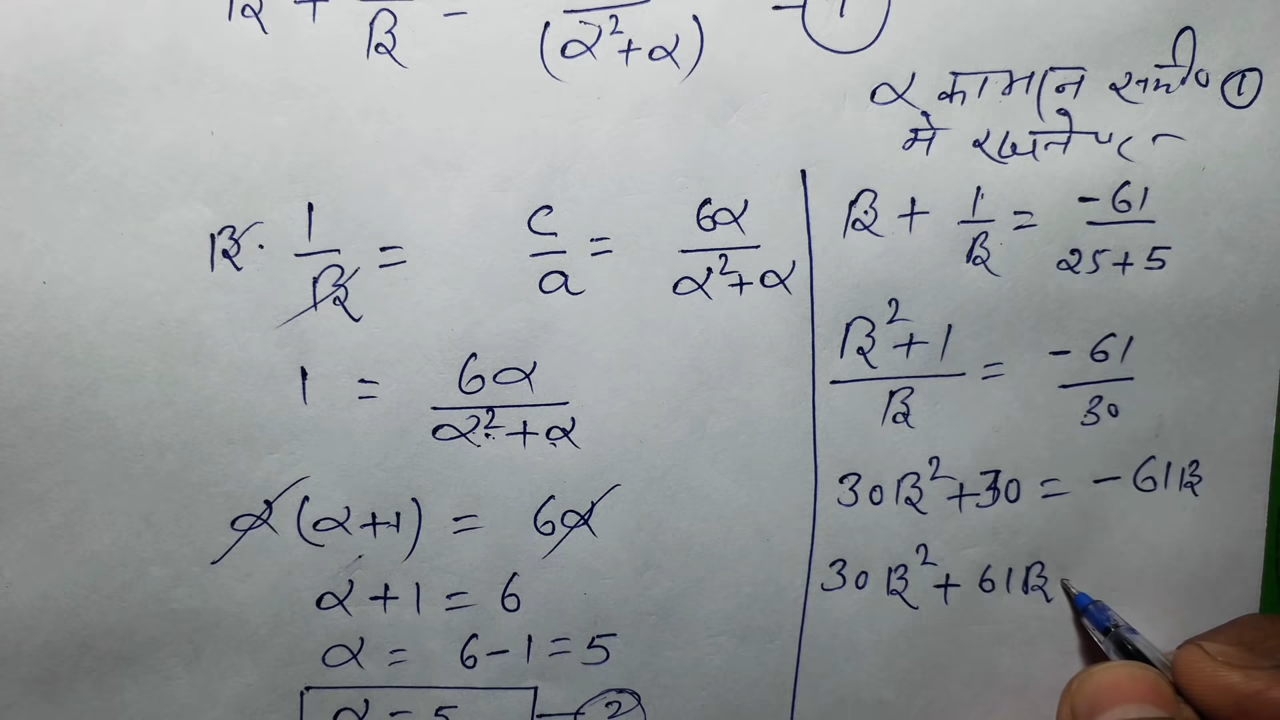 β + 1/β = /(α²+α) - ①
β · 1/β = c/a = 6α/(α²+α)
1 = 6α/(α²+α)
α(α+1) = 6α
α+1 = 6
α = 6-1=5
α = 5 - ②
α का मान समी० ①
में रखने पर
β + 1/β = -61/(25+5)
(β²+1)/β = -61/30
30β²+30 = -61β
30β²+61β